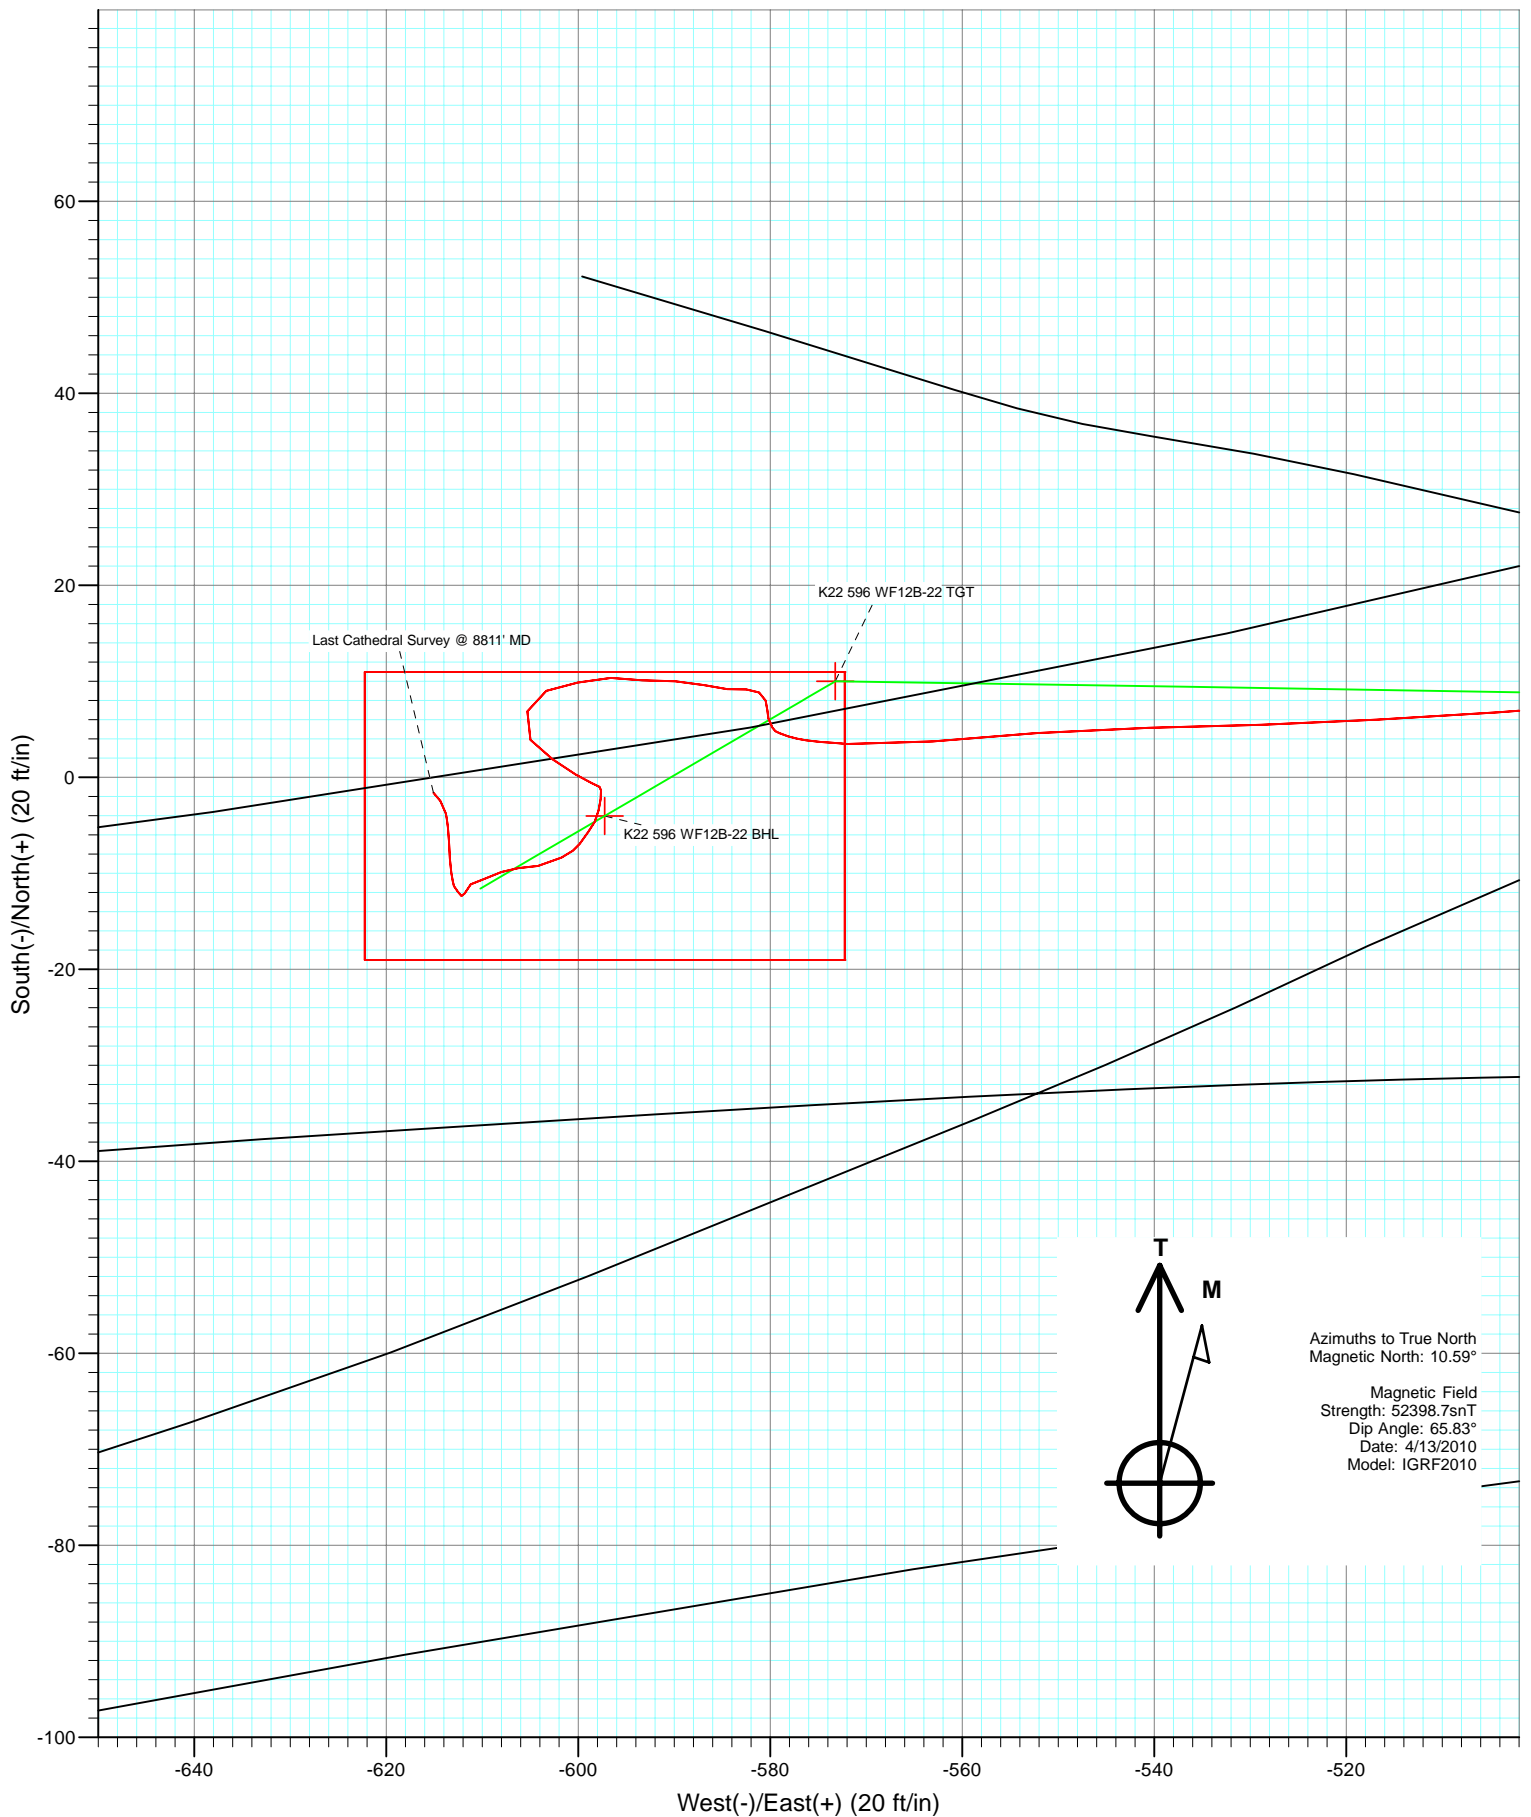 60
40
20
0
-20
-40
-60
-80
-100
South(-)/North(+) (20 ft/in)
K22 596 WF12B-22 TGT
Last Cathedral Survey @ 8811' MD
K22 596 WF12B-22 BHL
T
M
Azimuths to True North
Magnetic North: 10.59°
Magnetic Field
Strength: 52398.7snT
Dip Angle: 65.83°
Date: 4/13/2010
Model: IGRF2010
-640 -620 -600 -580 -560 -540 -520
West(-)/East(+) (20 ft/in)